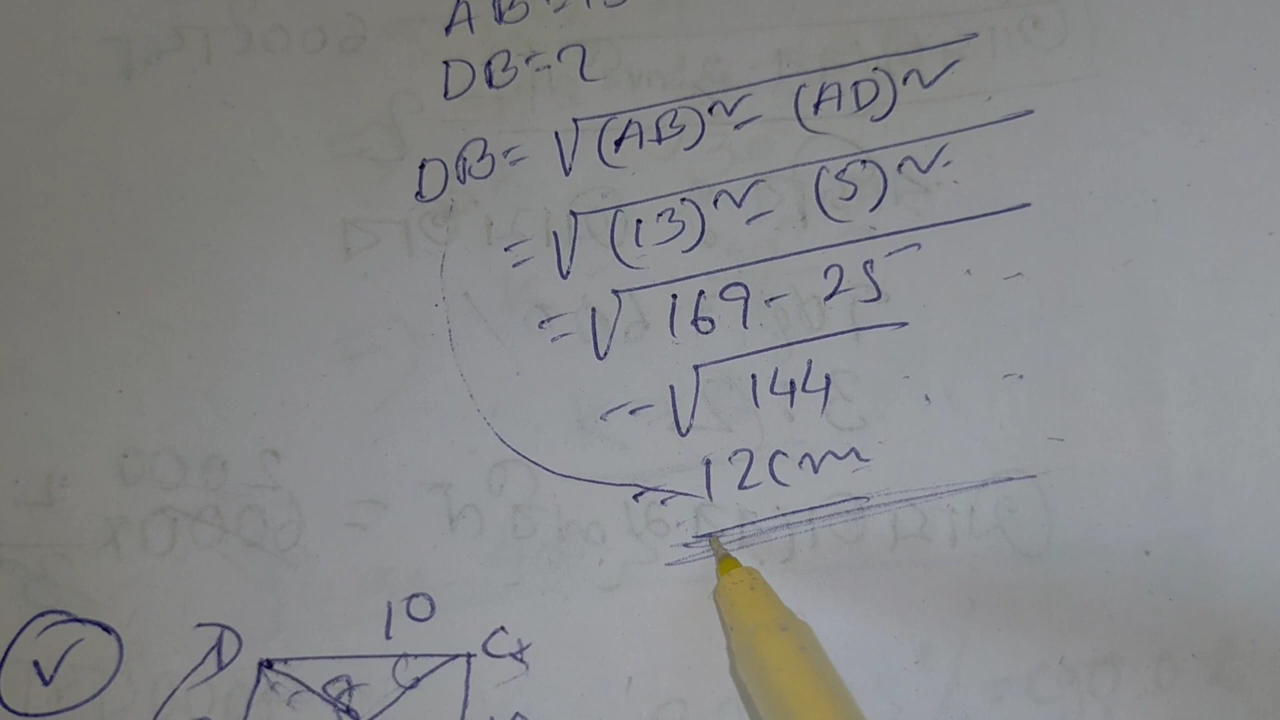 DB=?
DB= √(AB)² - (AD)²
= √(13)² - (5)²
= √169 - 25
= √144
= 12cm
10
D